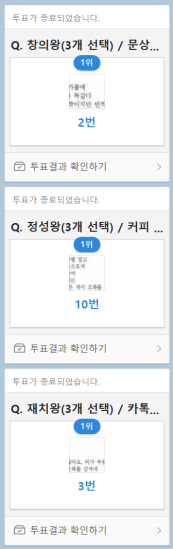 투표가 종료되었습니다.
Q. 창의왕(3개 선택) / 문상...
1위
2번
투표결과 확인하기
투표가 종료되었습니다.
Q. 정성왕(3개 선택) / 커피 ...
1위
10번
투표결과 확인하기
투표가 종료되었습니다.
Q. 재치왕(3개 선택) / 카톡...
1위
3번
투표결과 확인하기